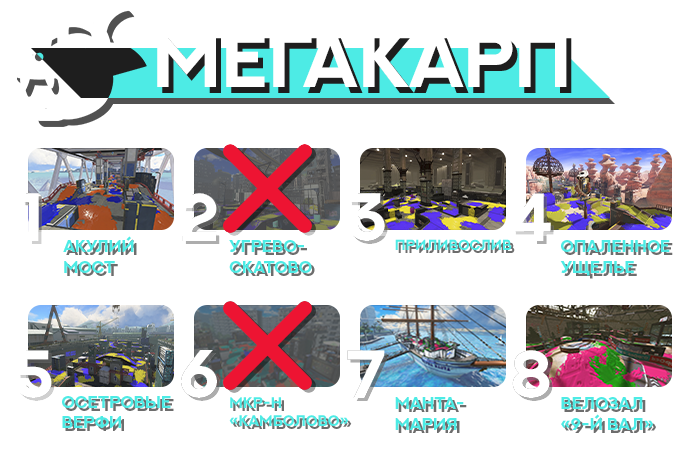 МЕГАКАРП
1
АКУЛИЙ
МОСТ
2
УГРЕВО-
СКАТОВО
3
ПРИЛИВОСЛИВ
4
ОПАЛЕННОЕ
УЩЕЛЬЕ
5
ОСЕТРОВЫЕ
ВЕРФИ
6
МКР-Н
«КАМБОЛОВО»
7
МАНТА-
МАРИЯ
8
ВЕЛОЗАЛ
«9-Й ВАЛ»